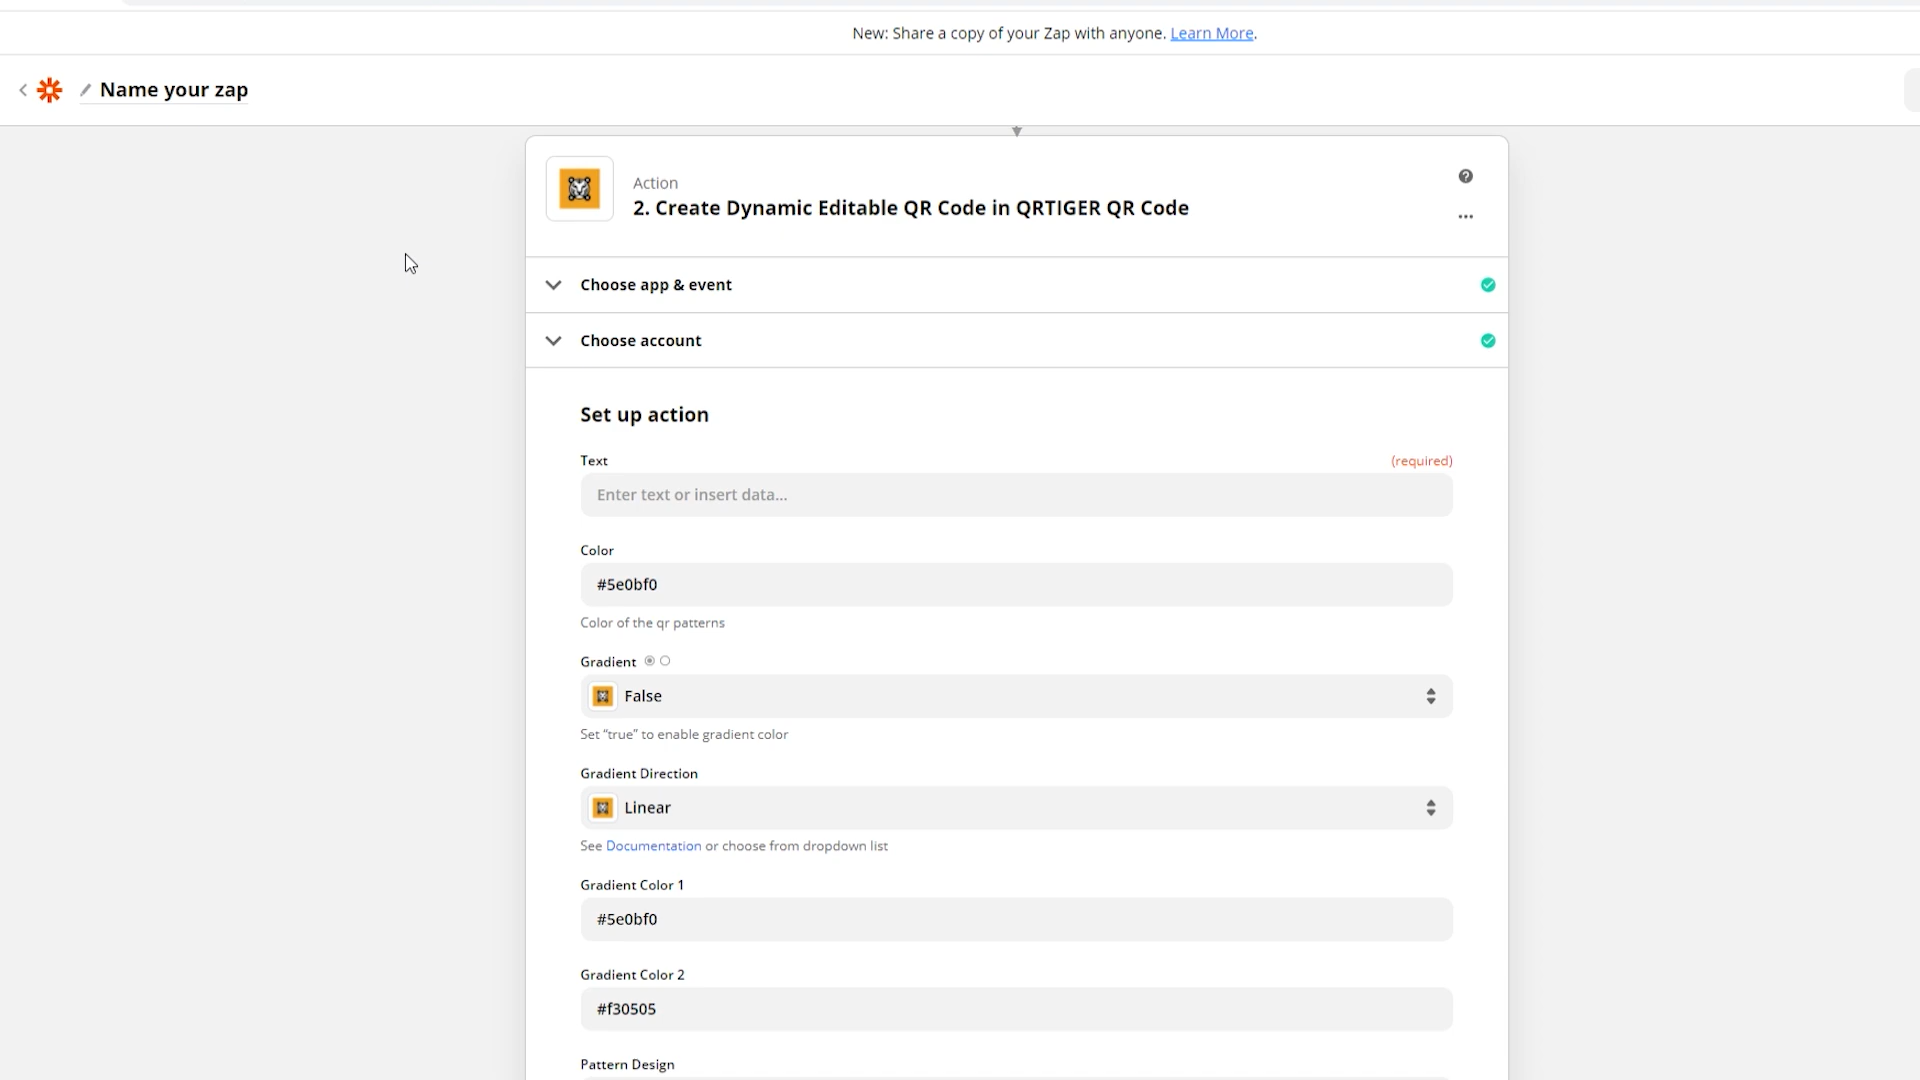 New: Share a copy of your Zap with anyone. Learn More.
Name your zap
Action
2. Create Dynamic Editable QR Code in QRTIGER QR Code
Choose app & event
Choose account
Set up action
Text (required)
Enter text or insert data...
Color
#5e0bf0
Color of the qr patterns
Gradient
False
Set “true” to enable gradient color
Gradient Direction
Linear
See Documentation or choose from dropdown list
Gradient Color 1
#5e0bf0
Gradient Color 2
#f30505
Pattern Design